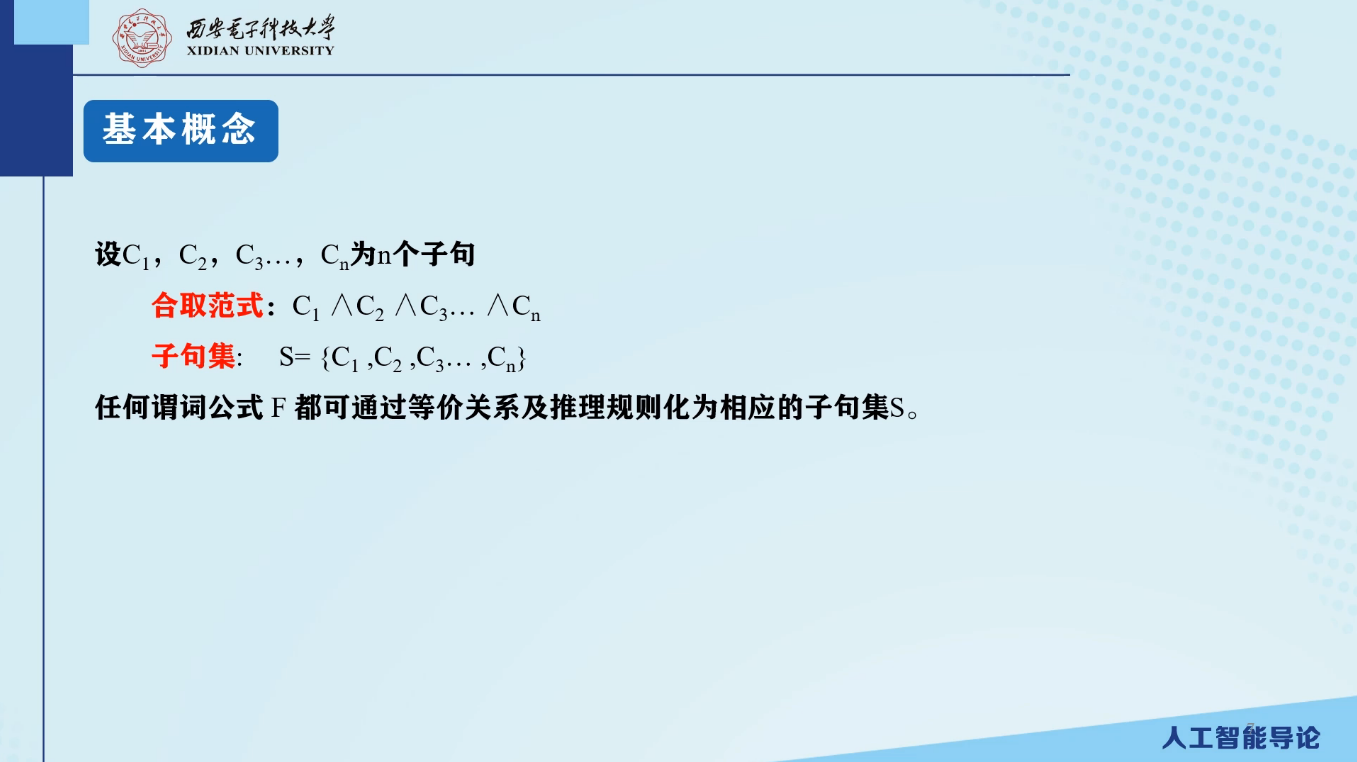 西安电子科技大学
XIDIAN UNIVERSITY
基本概念
设C₁，C₂，C₃…，Cₙ为n个子句
合取范式：C₁ ∧C₂ ∧C₃… ∧Cₙ
子句集: S= {C₁ ,C₂ ,C₃… ,Cₙ}
任何谓词公式 F 都可通过等价关系及推理规则化为相应的子句集S。
人工智能导论